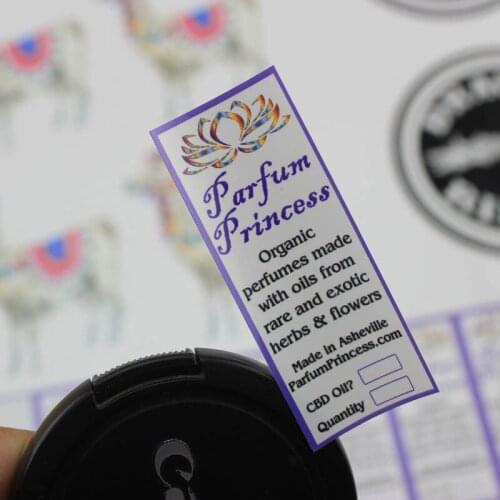 Parfum
Princess
Organic
perfumes made
with oils from
rare and exotic
herbs & flowers
Made in Asheville
ParfumPrincess.com
CBD Oil?
Quantity
Parfum